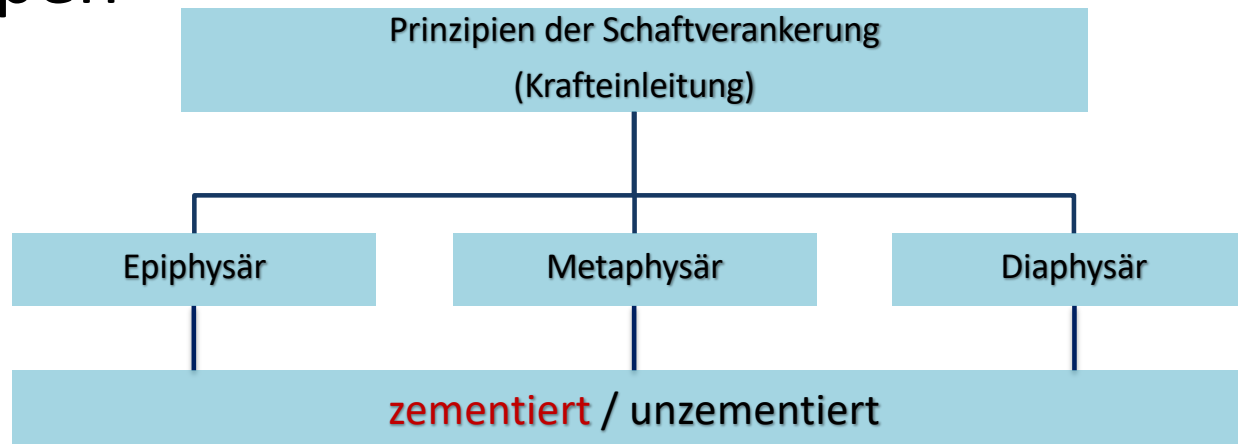 Prinzipien der Schaftverankerung
(Krafteinleitung)
Epiphysär
Metaphysär
Diaphysär
zementiert / unzementiert